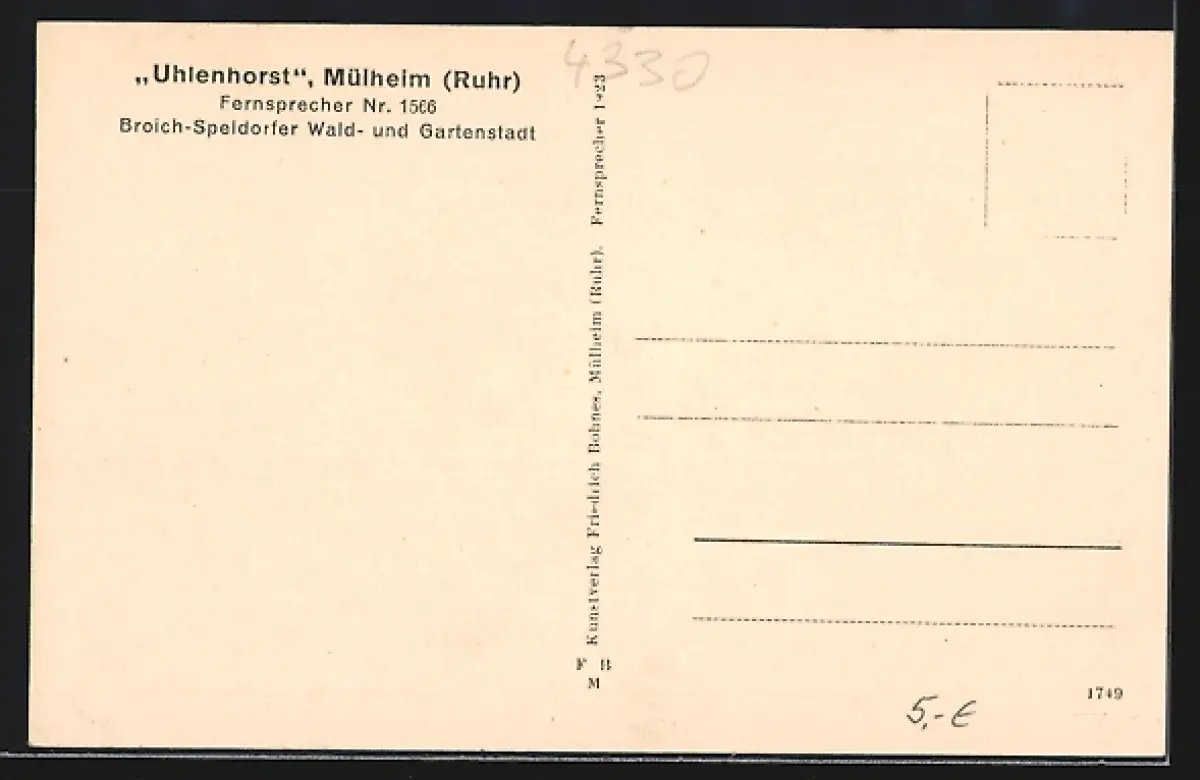 „Uhlenhorst“, Mülheim (Ruhr)
Fernsprecher Nr. 1566
Broich-Speldorfer Wald- und Gartenstadt
4330
Kunstverlag Friedrich Bohnes, Mülheim (Ruhr). Fernsprecher 1923
F B
M
1749
5,- €